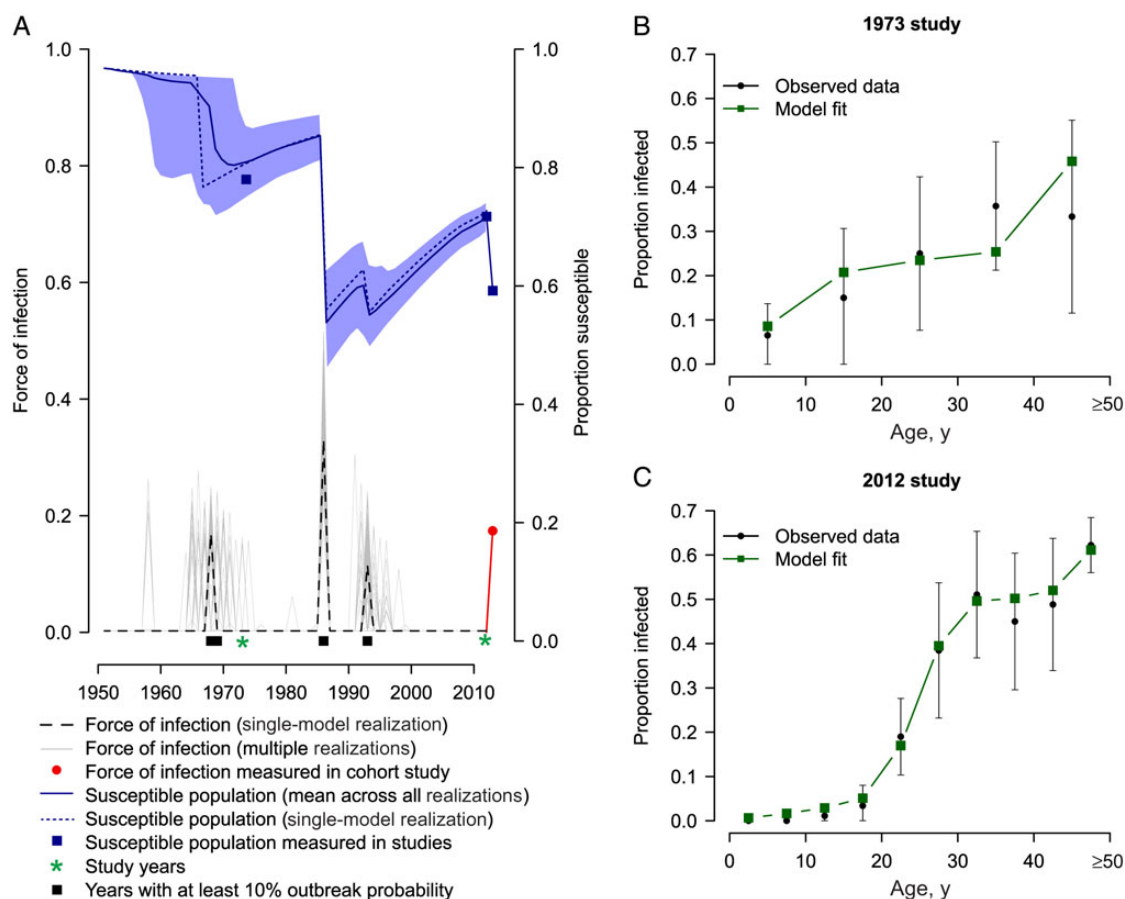 A
1.0
0.8
0.6
0.4
0.2
0.0
Force of infection
1.0
0.8
0.6
0.4
0.2
0.0
Proportion susceptible
*
*
1950 1960 1970 1980 1990 2000 2010
Force of infection (single-model realization)
Force of infection (multiple realizations)
Force of infection measured in cohort study
Susceptible population (mean across all realizations)
Susceptible population (single-model realization)
Susceptible population measured in studies
* Study years
Years with at least 10% outbreak probability
B
1973 study
0.7
0.6
0.5
0.4
0.3
0.2
0.1
0.0
Proportion infected
Observed data
Model fit
0 10 20 30 40 ≥50
Age, y
C
2012 study
0.7
0.6
0.5
0.4
0.3
0.2
0.1
0.0
Proportion infected
Observed data
Model fit
0 10 20 30 40 ≥50
Age, y